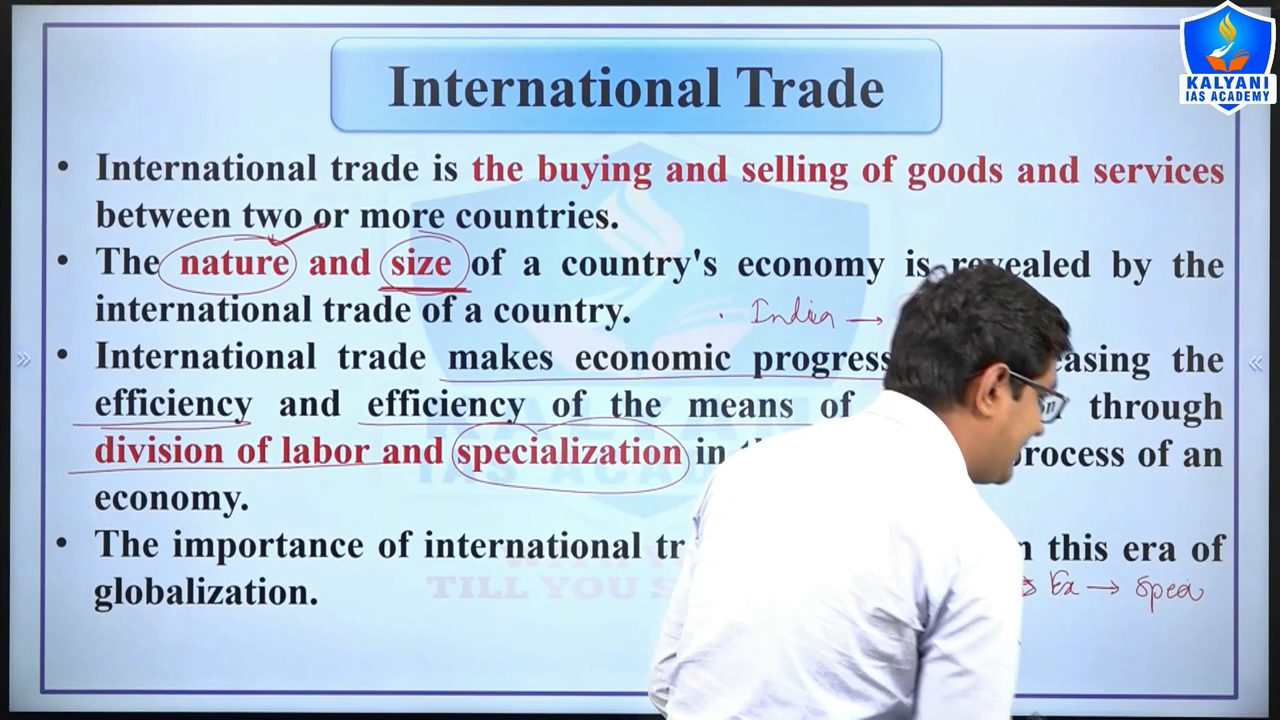 KALYANI
IAS ACADEMY
International Trade
• International trade is the buying and selling of goods and services
between two or more countries.
• The nature and size of a country's economy is revealed by the
international trade of a country.
· India →
• International trade makes economic progress easing the
efficiency and efficiency of the means of through
division of labor and specialization in process of an
economy.
• The importance of international this era of
globalization.
Ex →
TILL YOU